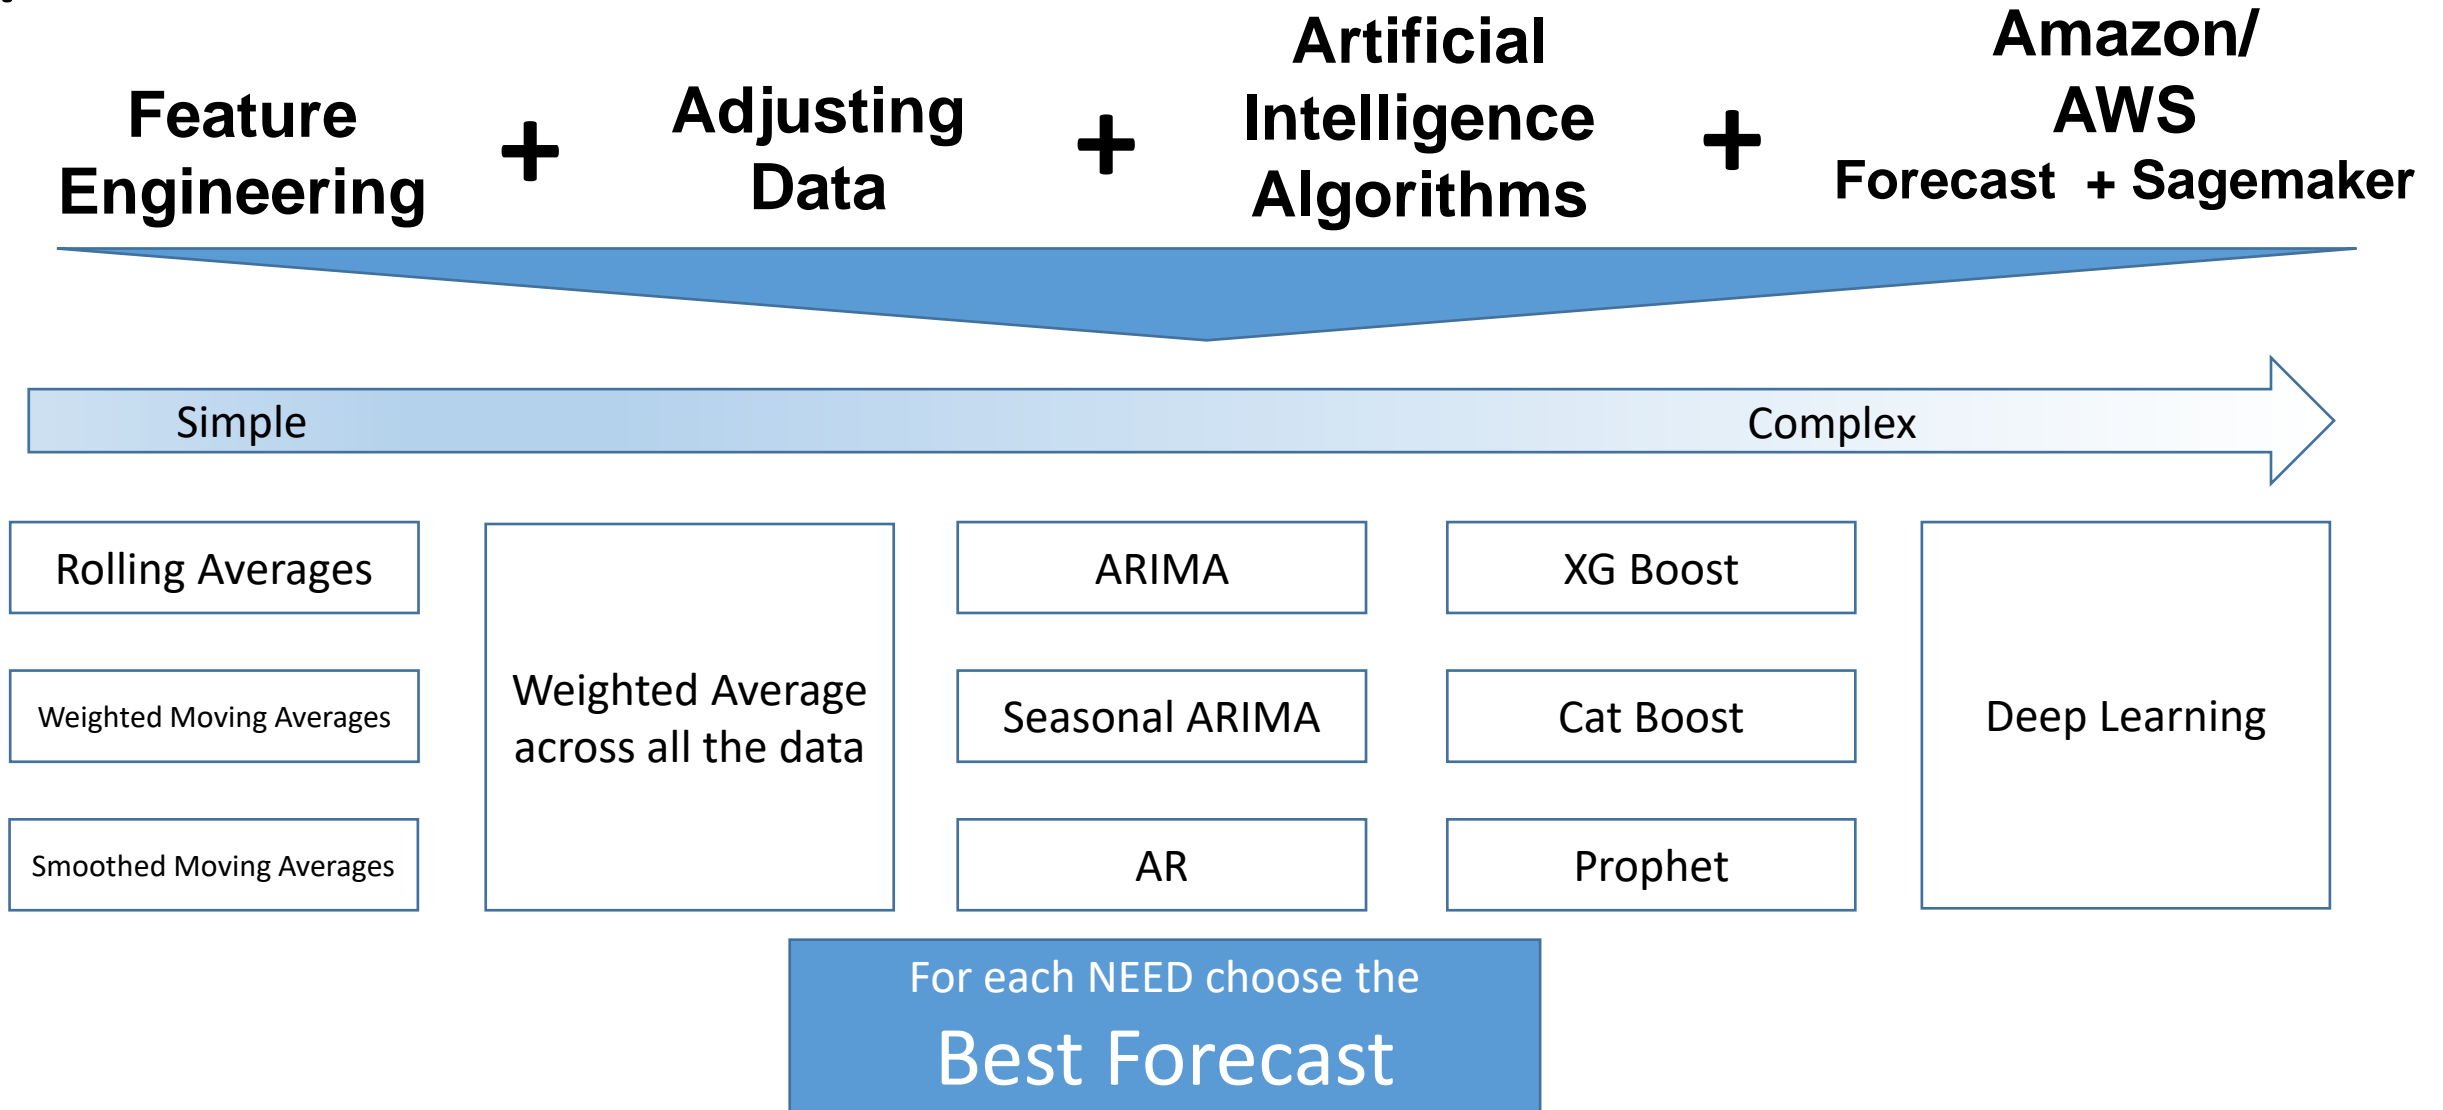 Feature
Engineering
+
Adjusting
Data
+
Artificial
Intelligence
Algorithms
+
Amazon/
AWS
Forecast + Sagemaker
Simple
Complex
Rolling Averages
Weighted Moving Averages
Smoothed Moving Averages
Weighted Average
across all the data
ARIMA
Seasonal ARIMA
AR
XG Boost
Cat Boost
Prophet
Deep Learning
For each NEED choose the
Best Forecast